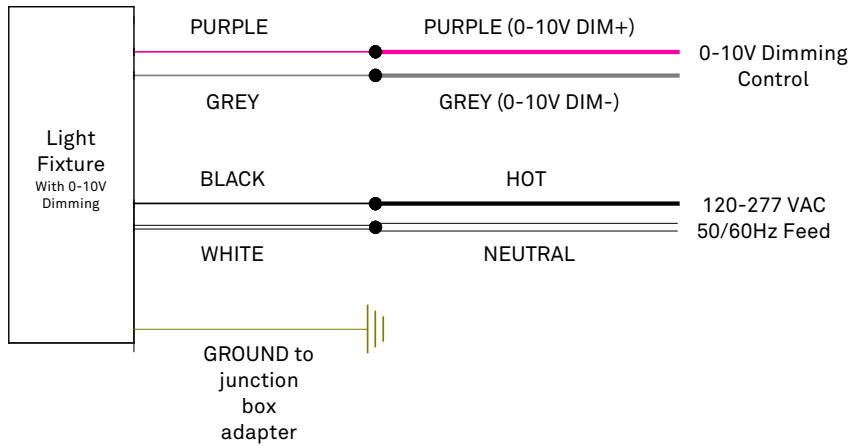 PURPLE
PURPLE (0-10V DIM+)
0-10V Dimming
Control
GREY
GREY (0-10V DIM-)
Light
Fixture
With 0-10V
Dimming
BLACK
HOT
120-277 VAC
50/60Hz Feed
WHITE
NEUTRAL
GROUND to
junction
box
adapter